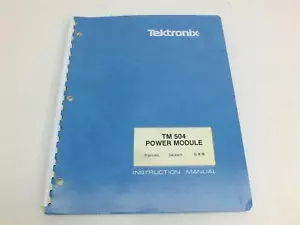 Tektronix
TM 504
POWER MODULE
INSTRUCTION MANUAL